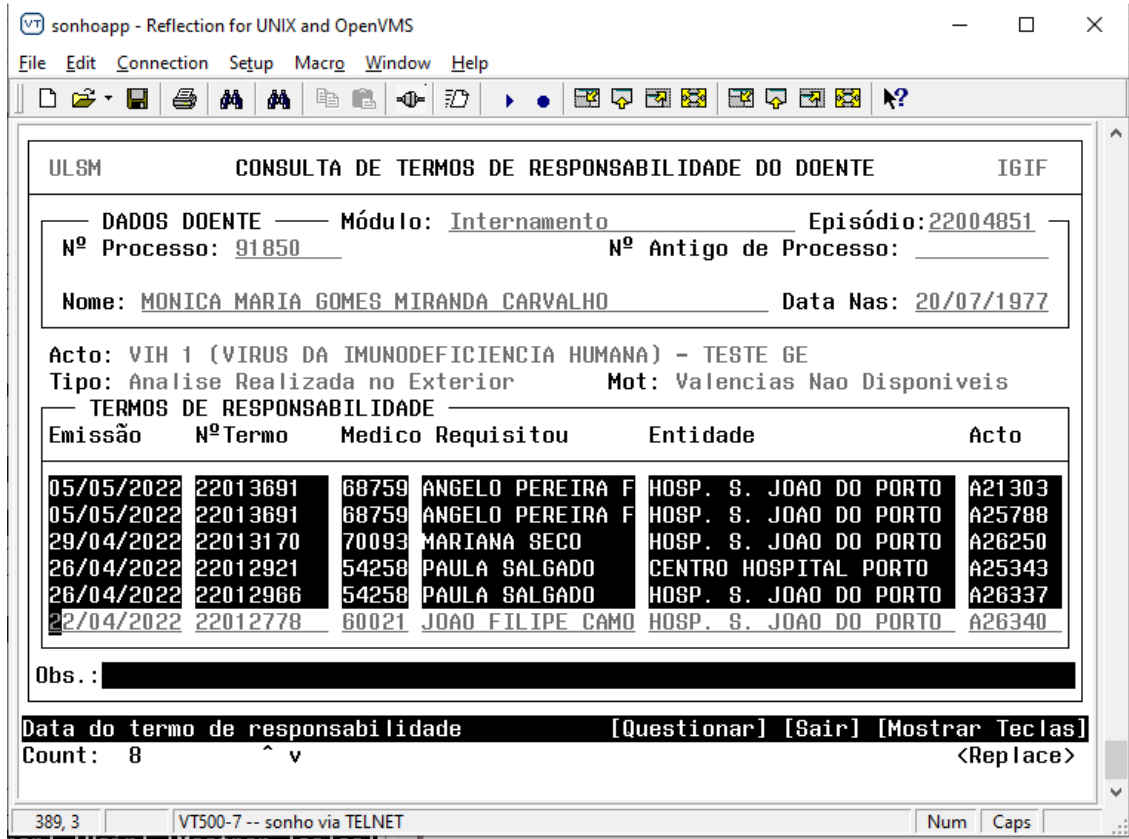 sonhoapp - Reflection for UNIX and OpenVMS
File Edit Connection Setup Macro Window Help
ULSM CONSULTA DE TERMOS DE RESPONSABILIDADE DO DOENTE IGIF
DADOS DOENTE Módulo: Internamento Episódio:22004851
Nº Processo: 91850 Nº Antigo de Processo:
Nome: MONICA MARIA GOMES MIRANDA CARVALHO Data Nas: 20/07/1977
Acto: VIH 1 (VIRUS DA IMUNODEFICIENCIA HUMANA) - TESTE GE
Tipo: Analise Realizada no Exterior Mot: Valencias Nao Disponiveis
TERMOS DE RESPONSABILIDADE
Emissão NºTermo Medico Requisitou Entidade Acto
05/05/2022 22013691 68759 ANGELO PEREIRA F HOSP. S. JOAO DO PORTO A21303
05/05/2022 22013691 68759 ANGELO PEREIRA F HOSP. S. JOAO DO PORTO A25788
29/04/2022 22013170 70093 MARIANA SECO HOSP. S. JOAO DO PORTO A26250
26/04/2022 22012921 54258 PAULA SALGADO CENTRO HOSPITAL PORTO A25343
26/04/2022 22012966 54258 PAULA SALGADO HOSP. S. JOAO DO PORTO A26337
22/04/2022 22012778 60021 JOAO FILIPE CAMO HOSP. S. JOAO DO PORTO A26340
Obs.:
Data do termo de responsabilidade [Questionar] [Sair] [Mostrar Teclas]
Count: 8 ^ v <Replace>
389, 3 VT500-7 -- sonho via TELNET Num Caps